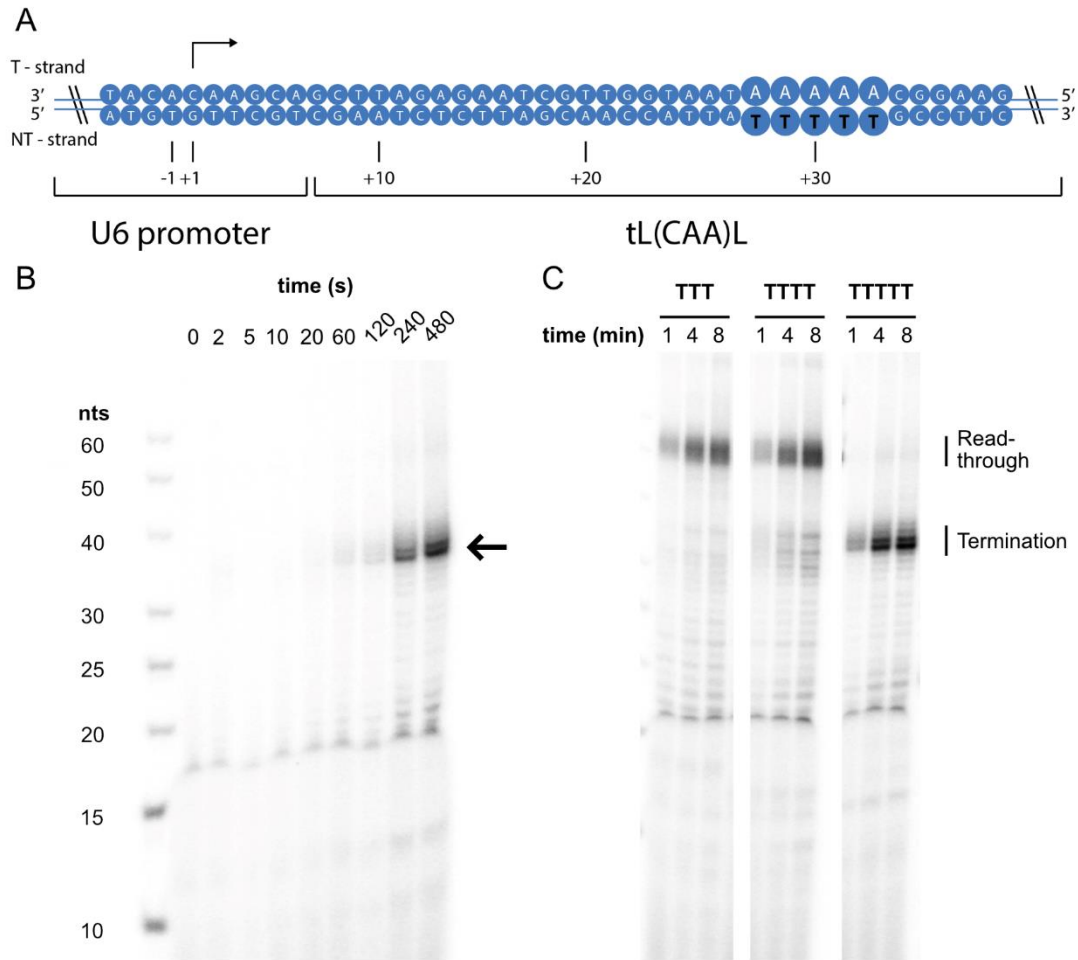 A
T - strand
3' TACACAAGCAGCTTAGAGAATCGTTGGTAATAAAAACGGAAG 5'
5' ATGTGTTCGTCGAATCTCTTAGCAACCATTATTTTTGCCTTC 3'
NT - strand
-1 +1 +10 +20 +30
U6 promoter tL(CAA)L
B
time (s)
0 2 5 10 20 60 120 240 480
nts
60
50
40
30
25
20
15
10
C
TTT TTTT TTTTT
time (min) 1 4 8 1 4 8 1 4 8
Read-
through
Termination